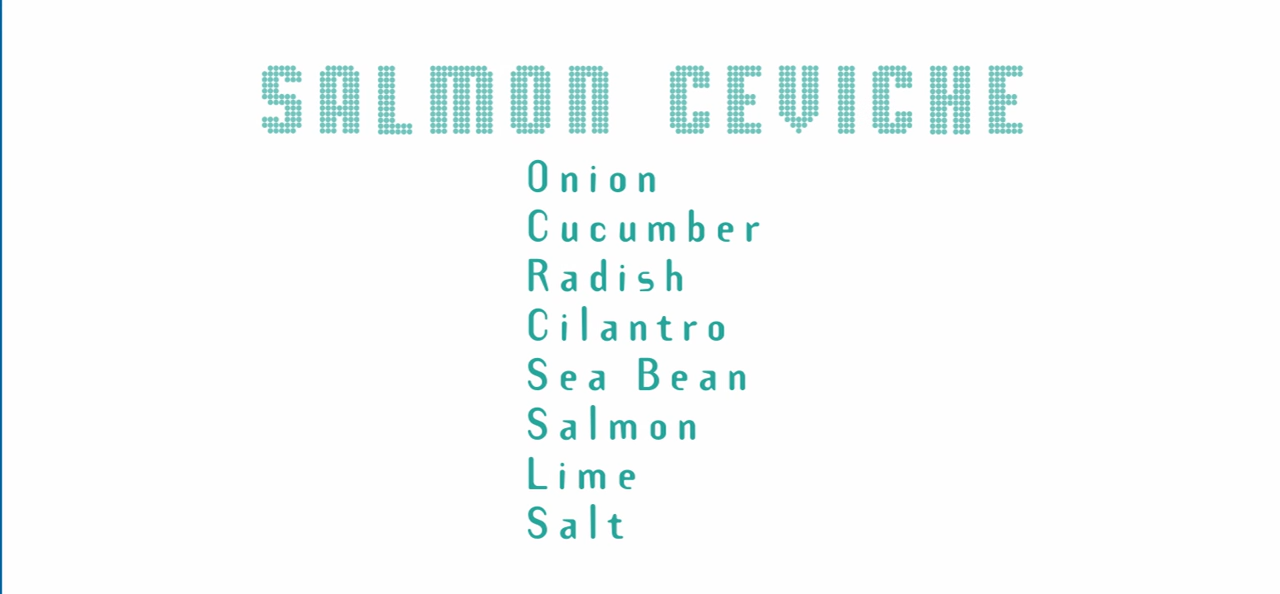 SALMON CEVICHE
Onion
Cucumber
Radish
Cilantro
Sea Bean
Salmon
Lime
Salt